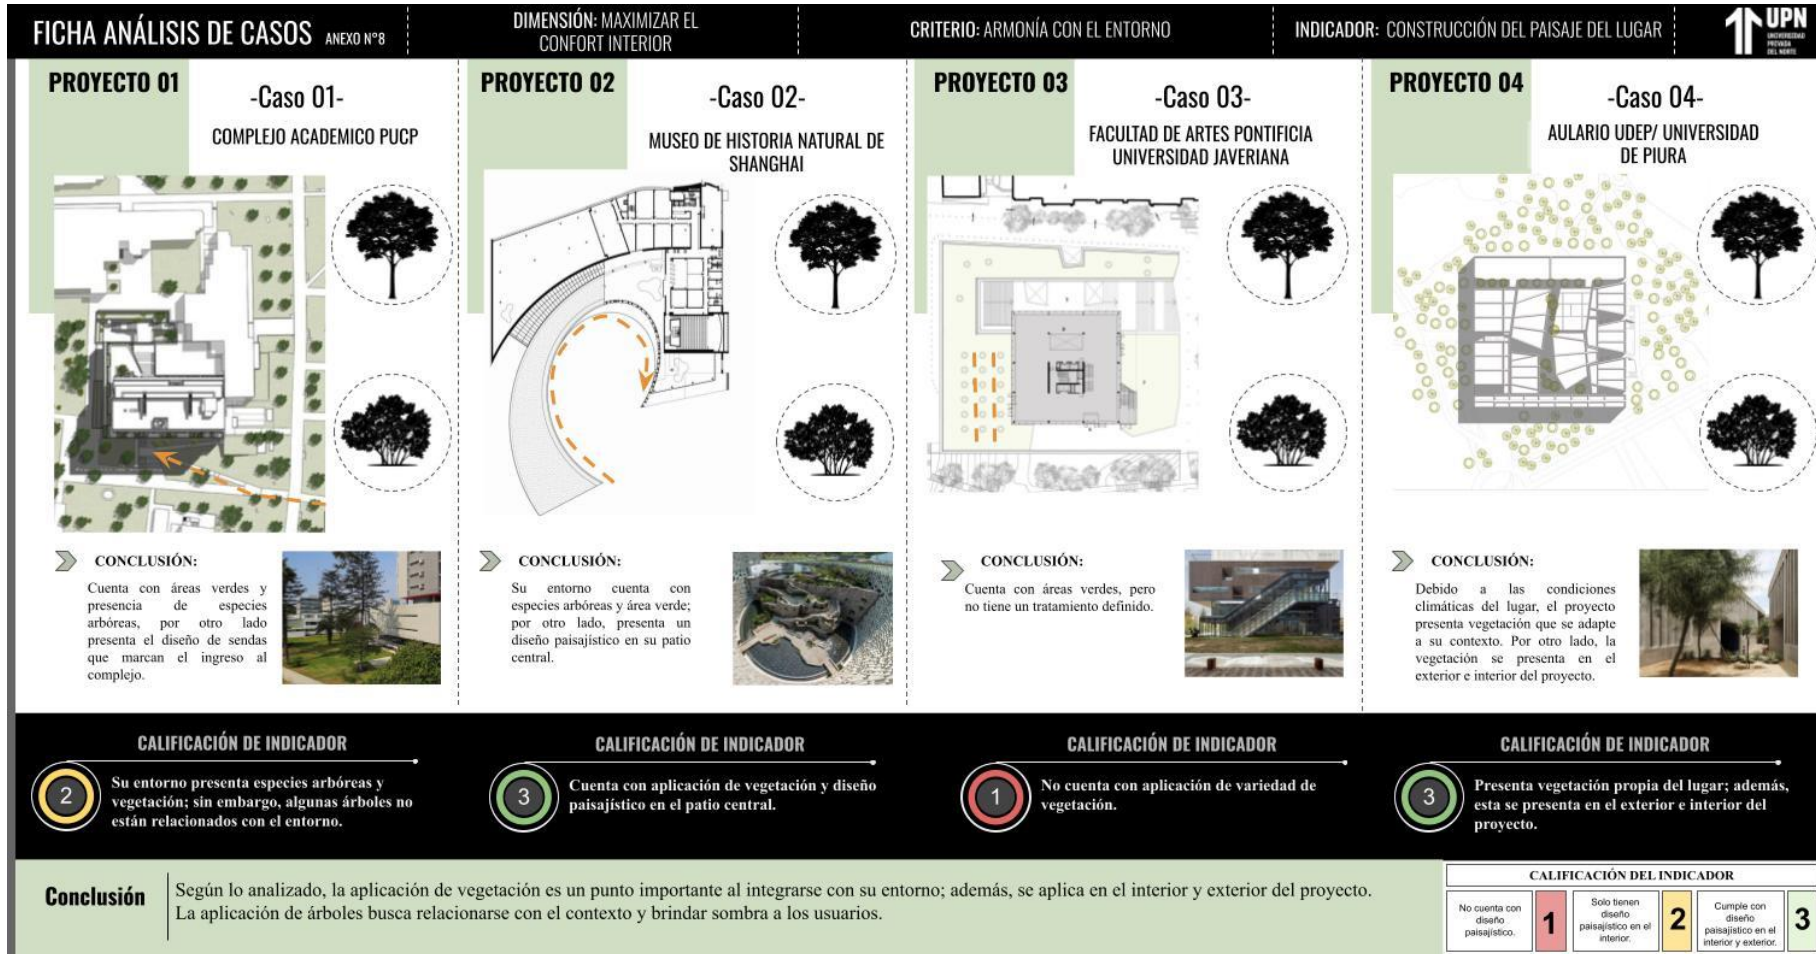 FICHA ANÁLISIS DE CASOS ANEXO N°8
DIMENSIÓN: MAXIMIZAR EL
CONFORT INTERIOR
CRITERIO: ARMONÍA CON EL ENTORNO
INDICADOR: CONSTRUCCIÓN DEL PAISAJE DEL LUGAR
UPN
UNIVERSIDAD
PRIVADA
DEL NORTE
PROYECTO 01
-Caso 01-
COMPLEJO ACADEMICO PUCP
CONCLUSIÓN:
Cuenta con áreas verdes y
presencia de especies
arbóreas, por otro lado
presenta el diseño de sendas
que marcan el ingreso al
complejo.
PROYECTO 02
-Caso 02-
MUSEO DE HISTORIA NATURAL DE
SHANGHAI
CONCLUSIÓN:
Su entorno cuenta con
especies arbóreas y área verde;
por otro lado, presenta un
diseño paisajístico en su patio
central.
PROYECTO 03
-Caso 03-
FACULTAD DE ARTES PONTIFICIA
UNIVERSIDAD JAVERIANA
CONCLUSIÓN:
Cuenta con áreas verdes, pero
no tiene un tratamiento definido.
PROYECTO 04
-Caso 04-
AULARIO UDEP/ UNIVERSIDAD
DE PIURA
CONCLUSIÓN:
Debido a las condiciones
climáticas del lugar, el proyecto
presenta vegetación que se adapte
a su contexto. Por otro lado, la
vegetación se presenta en el
exterior e interior del proyecto.
CALIFICACIÓN DE INDICADOR
2
Su entorno presenta especies arbóreas y
vegetación; sin embargo, algunas árboles no
están relacionados con el entorno.
CALIFICACIÓN DE INDICADOR
3
Cuenta con aplicación de vegetación y diseño
paisajístico en el patio central.
CALIFICACIÓN DE INDICADOR
1
No cuenta con aplicación de variedad de
vegetación.
CALIFICACIÓN DE INDICADOR
3
Presenta vegetación propia del lugar; además,
esta se presenta en el exterior e interior del
proyecto.
Conclusión
Según lo analizado, la aplicación de vegetación es un punto importante al integrarse con su entorno; además, se aplica en el interior y exterior del proyecto.
La aplicación de árboles busca relacionarse con el contexto y brindar sombra a los usuarios.
CALIFICACIÓN DEL INDICADOR
No cuenta con
diseño
paisajístico.
1
Solo tienen
diseño
paisajístico en el
interior.
2
Cumple con
diseño
paisajístico en el
interior y exterior.
3